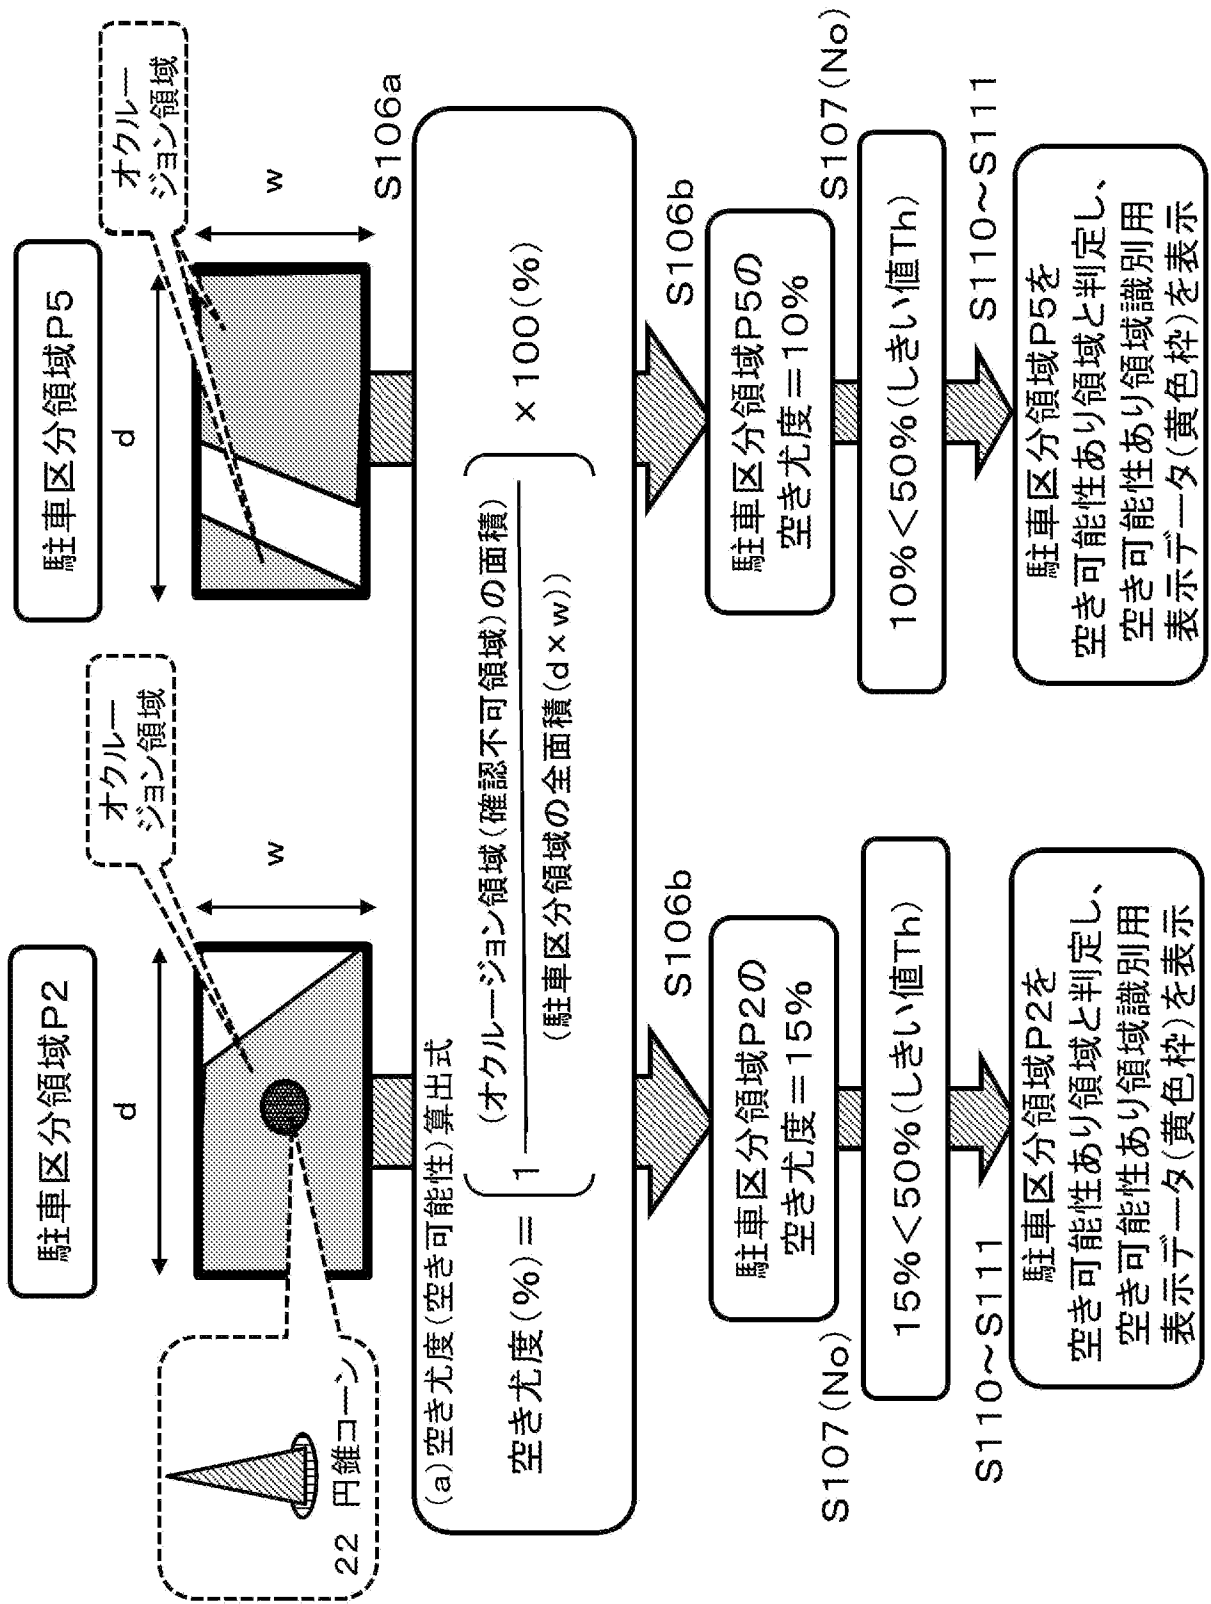 駐車区分領域P2
駐車区分領域P5
d
d
w
w
オクルー
ジョン領域
オクルー
ジョン領域
22 円錐コーン
S106a
(a)空き尤度(空き可能性)算出式
空き尤度(%)=
1
(オクルージョン領域(確認不可領域)の面積)
(駐車区分領域の全面積(d×w))
×100(%)
S106b
S106b
駐車区分領域P2の
空き尤度=15%
駐車区分領域P5の
空き尤度=10%
S107(No)
15%<50%(しきい値Th)
S107(No)
10%<50%(しきい値Th)
S110~S111
S110~S111
駐車区分領域P2を
空き可能性あり領域と判定し、
空き可能性あり領域識別用
表示データ(黄色枠)を表示
駐車区分領域P5を
空き可能性あり領域と判定し、
空き可能性あり領域識別用
表示データ(黄色枠)を表示